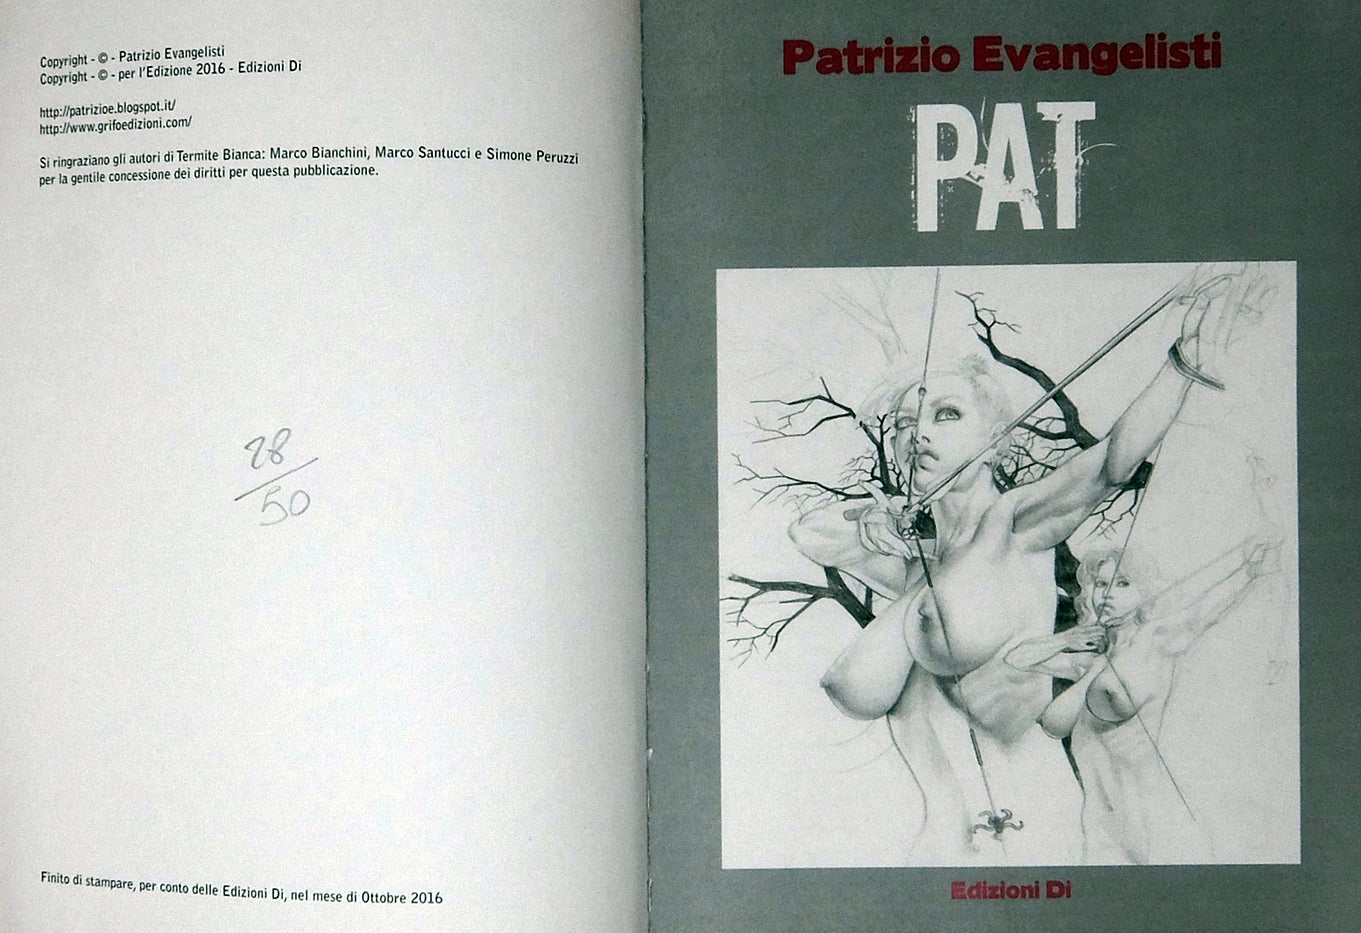 Copyright - © - Patrizio Evangelisti
Copyright - © - per l'Edizione 2016 - Edizioni Di
http://patrizioe.blogspot.it/
http://www.grifoedizioni.com/
Si ringraziano gli autori di Termite Bianca: Marco Bianchini, Marco Santucci e Simone Peruzzi
per la gentile concessione dei diritti per questa pubblicazione.
28
50
Finito di stampare, per conto delle Edizioni Di, nel mese di Ottobre 2016
Patrizio Evangelisti
PAT
Edizioni Di